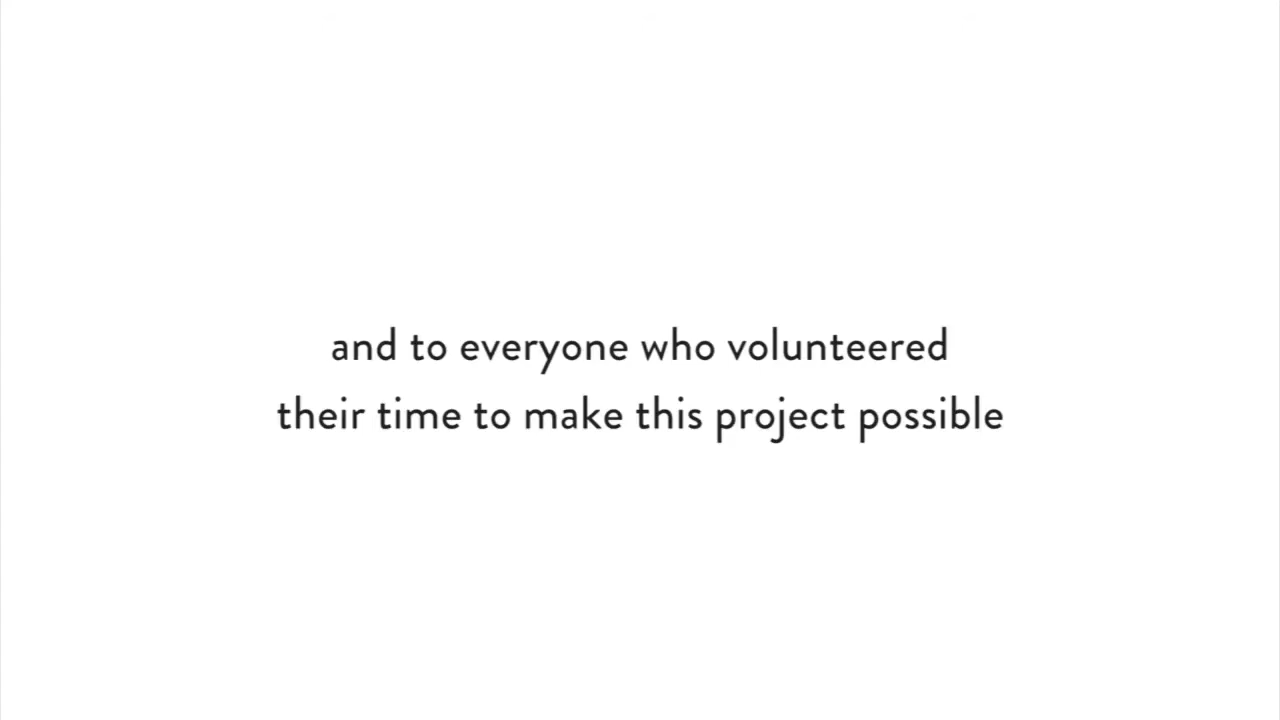 and to everyone who volunteered
their time to make this project possible